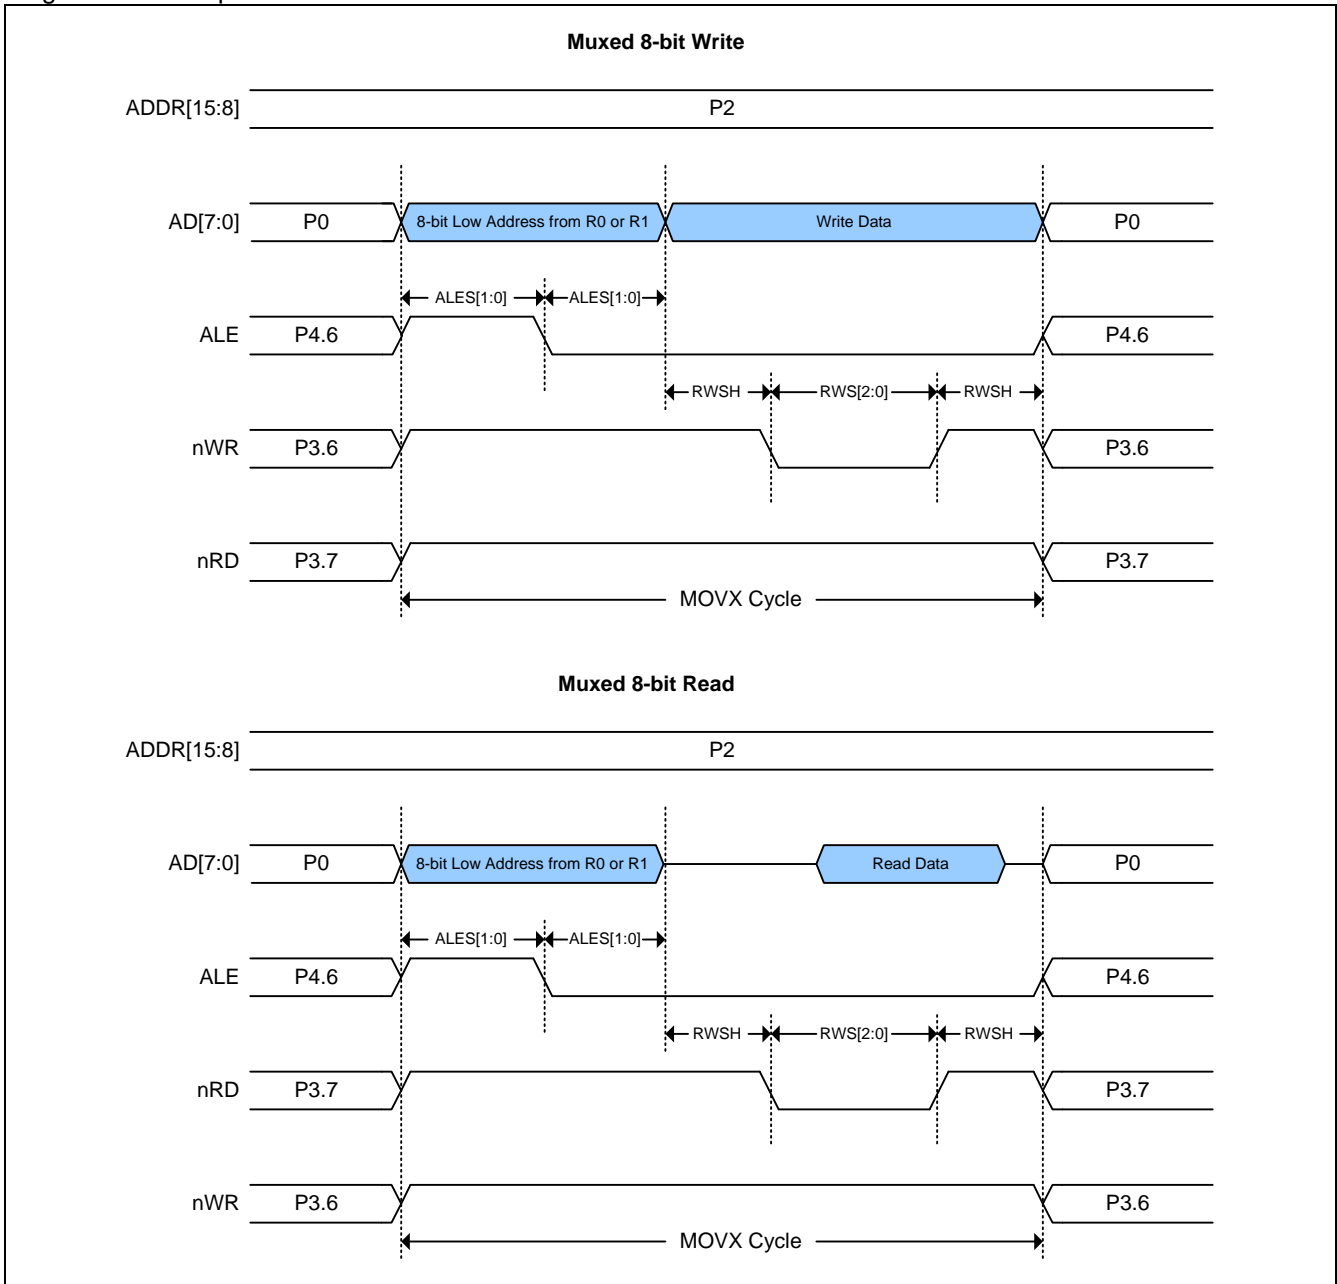 Muxed 8-bit Write
ADDR[15:8] P2
AD[7:0] P0 8-bit Low Address from R0 or R1 Write Data P0
ALES[1:0] ALES[1:0]
ALE P4.6 P4.6
RWSH RWS[2:0] RWSH
nWR P3.6 P3.6
nRD P3.7 P3.7
MOVX Cycle
Muxed 8-bit Read
ADDR[15:8] P2
AD[7:0] P0 8-bit Low Address from R0 or R1 Read Data P0
ALES[1:0] ALES[1:0]
ALE P4.6 P4.6
RWSH RWS[2:0] RWSH
nRD P3.7 P3.7
nWR P3.6 P3.6
MOVX Cycle